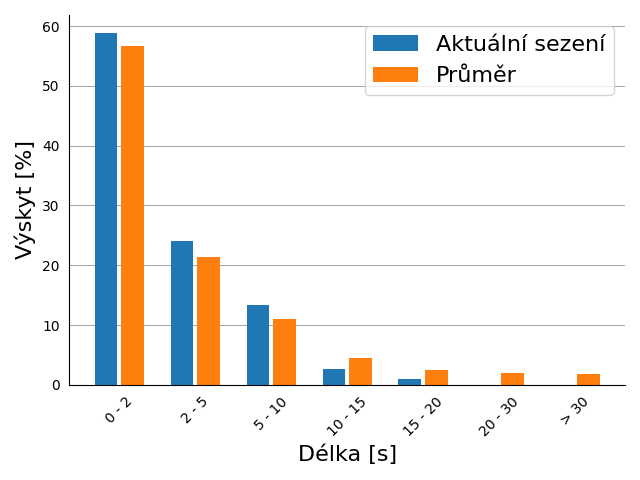 60
50
40
30
20
10
0
Výskyt [%]
Aktuální sezení
Průměr
0 - 2
2 - 5
5 - 10
10 - 15
15 - 20
20 - 30
> 30
Délka [s]